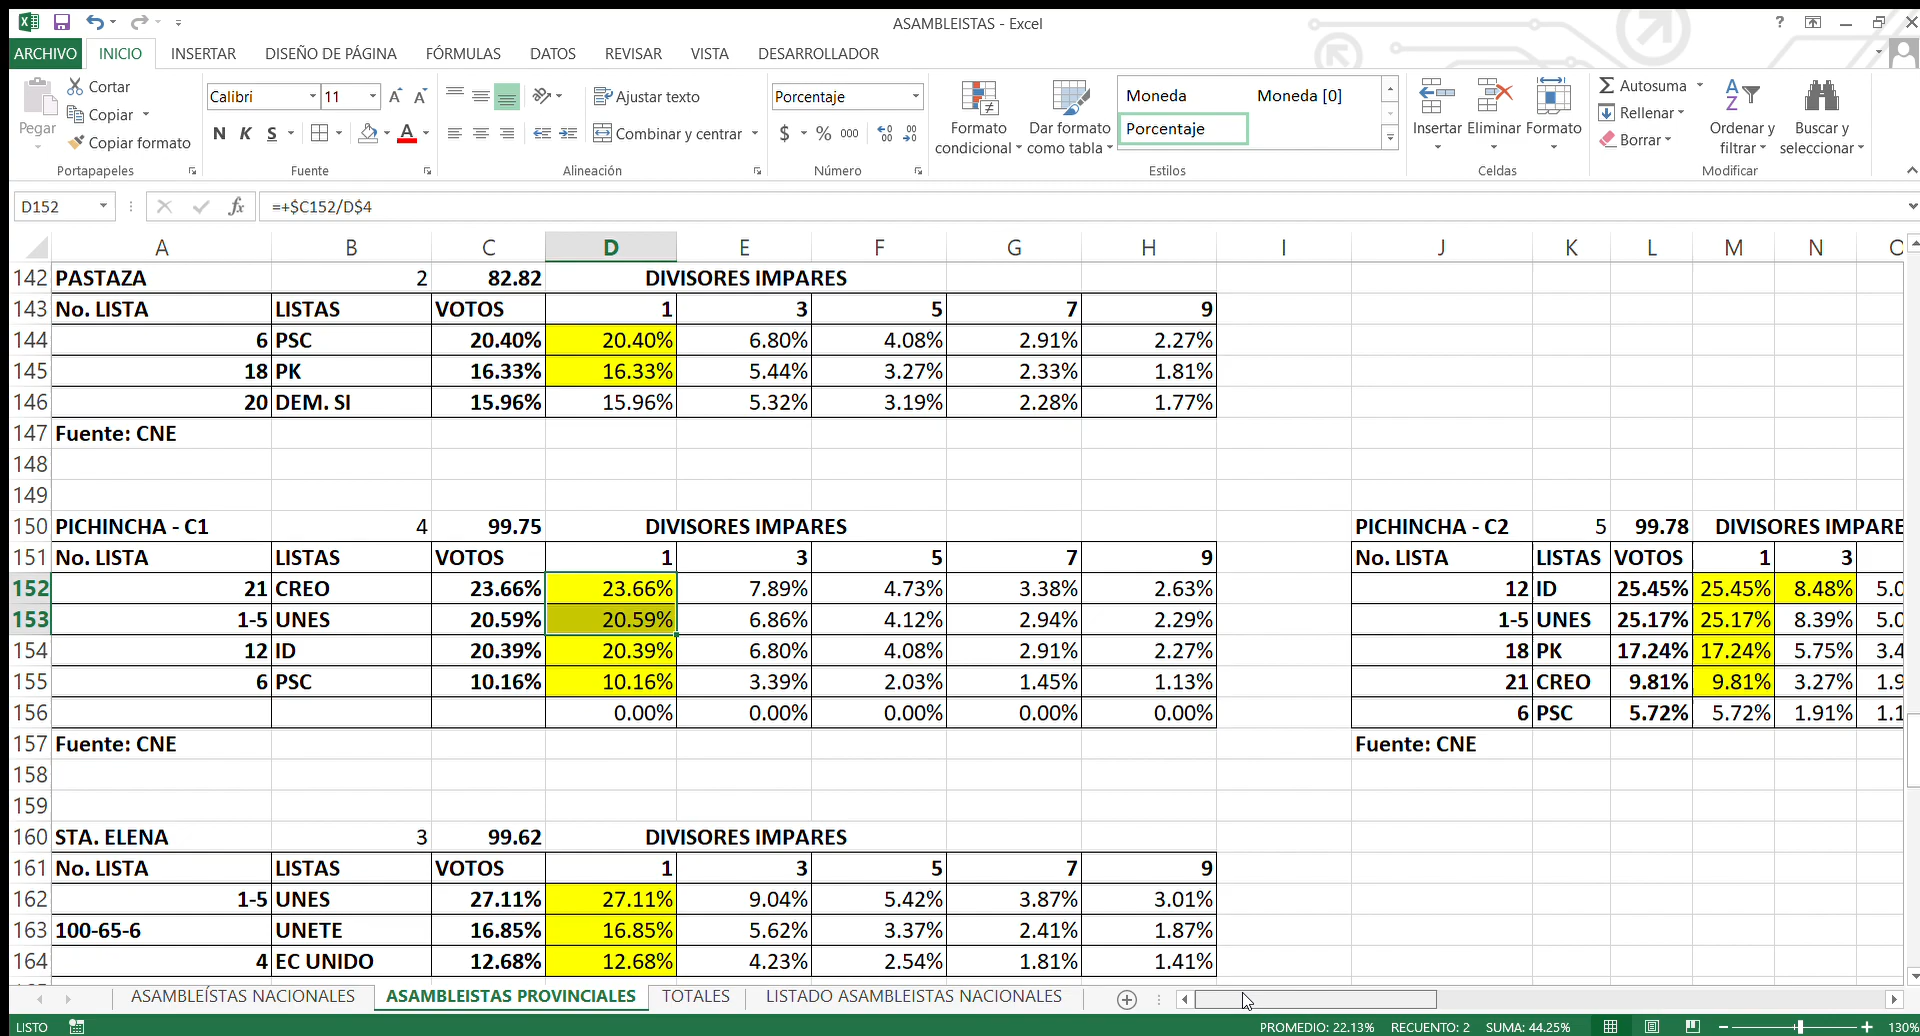 ASAMBLEISTAS - Excel
ARCHIVO INICIO INSERTAR DISEÑO DE PÁGINA FÓRMULAS DATOS REVISAR VISTA DESARROLLADOR
Pegar
Cortar
Copiar
Copiar formato
Portapapeles
Calibri 11
N K S
Fuente
Ajustar texto
Combinar y centrar
Alineación
Porcentaje
$ % 000
Número
Formato condicional
Dar formato como tabla
Moneda Moneda [0]
Porcentaje
Estilos
Insertar Eliminar Formato
Celdas
Autosuma
Rellenar
Borrar
Ordenar y filtrar
Buscar y seleccionar
Modificar
D152 fx =+$C152/D$4
A B C D E F G H I J K L M N
142 PASTAZA 2 82.82 DIVISORES IMPARES
143 No. LISTA LISTAS VOTOS 1 3 5 7 9
144 6 PSC 20.40% 20.40% 6.80% 4.08% 2.91% 2.27%
145 18 PK 16.33% 16.33% 5.44% 3.27% 2.33% 1.81%
146 20 DEM. SI 15.96% 15.96% 5.32% 3.19% 2.28% 1.77%
147 Fuente: CNE
148
149
150 PICHINCHA - C1 4 99.75 DIVISORES IMPARES PICHINCHA - C2 5 99.78 DIVISORES IMPARE
151 No. LISTA LISTAS VOTOS 1 3 5 7 9 No. LISTA LISTAS VOTOS 1 3
152 21 CREO 23.66% 23.66% 7.89% 4.73% 3.38% 2.63% 12 ID 25.45% 25.45% 8.48% 5.0
153 1-5 UNES 20.59% 20.59% 6.86% 4.12% 2.94% 2.29% 1-5 UNES 25.17% 25.17% 8.39% 5.0
154 12 ID 20.39% 20.39% 6.80% 4.08% 2.91% 2.27% 18 PK 17.24% 17.24% 5.75% 3.4
155 6 PSC 10.16% 10.16% 3.39% 2.03% 1.45% 1.13% 21 CREO 9.81% 9.81% 3.27% 1.9
156 0.00% 0.00% 0.00% 0.00% 0.00% 6 PSC 5.72% 5.72% 1.91% 1.1
157 Fuente: CNE Fuente: CNE
158
159
160 STA. ELENA 3 99.62 DIVISORES IMPARES
161 No. LISTA LISTAS VOTOS 1 3 5 7 9
162 1-5 UNES 27.11% 27.11% 9.04% 5.42% 3.87% 3.01%
163 100-65-6 UNETE 16.85% 16.85% 5.62% 3.37% 2.41% 1.87%
164 4 EC UNIDO 12.68% 12.68% 4.23% 2.54% 1.81% 1.41%
ASAMBLEÍSTAS NACIONALES ASAMBLEISTAS PROVINCIALES TOTALES LISTADO ASAMBLEISTAS NACIONALES
LISTO PROMEDIO: 22.13% RECUENTO: 2 SUMA: 44.25% 130%